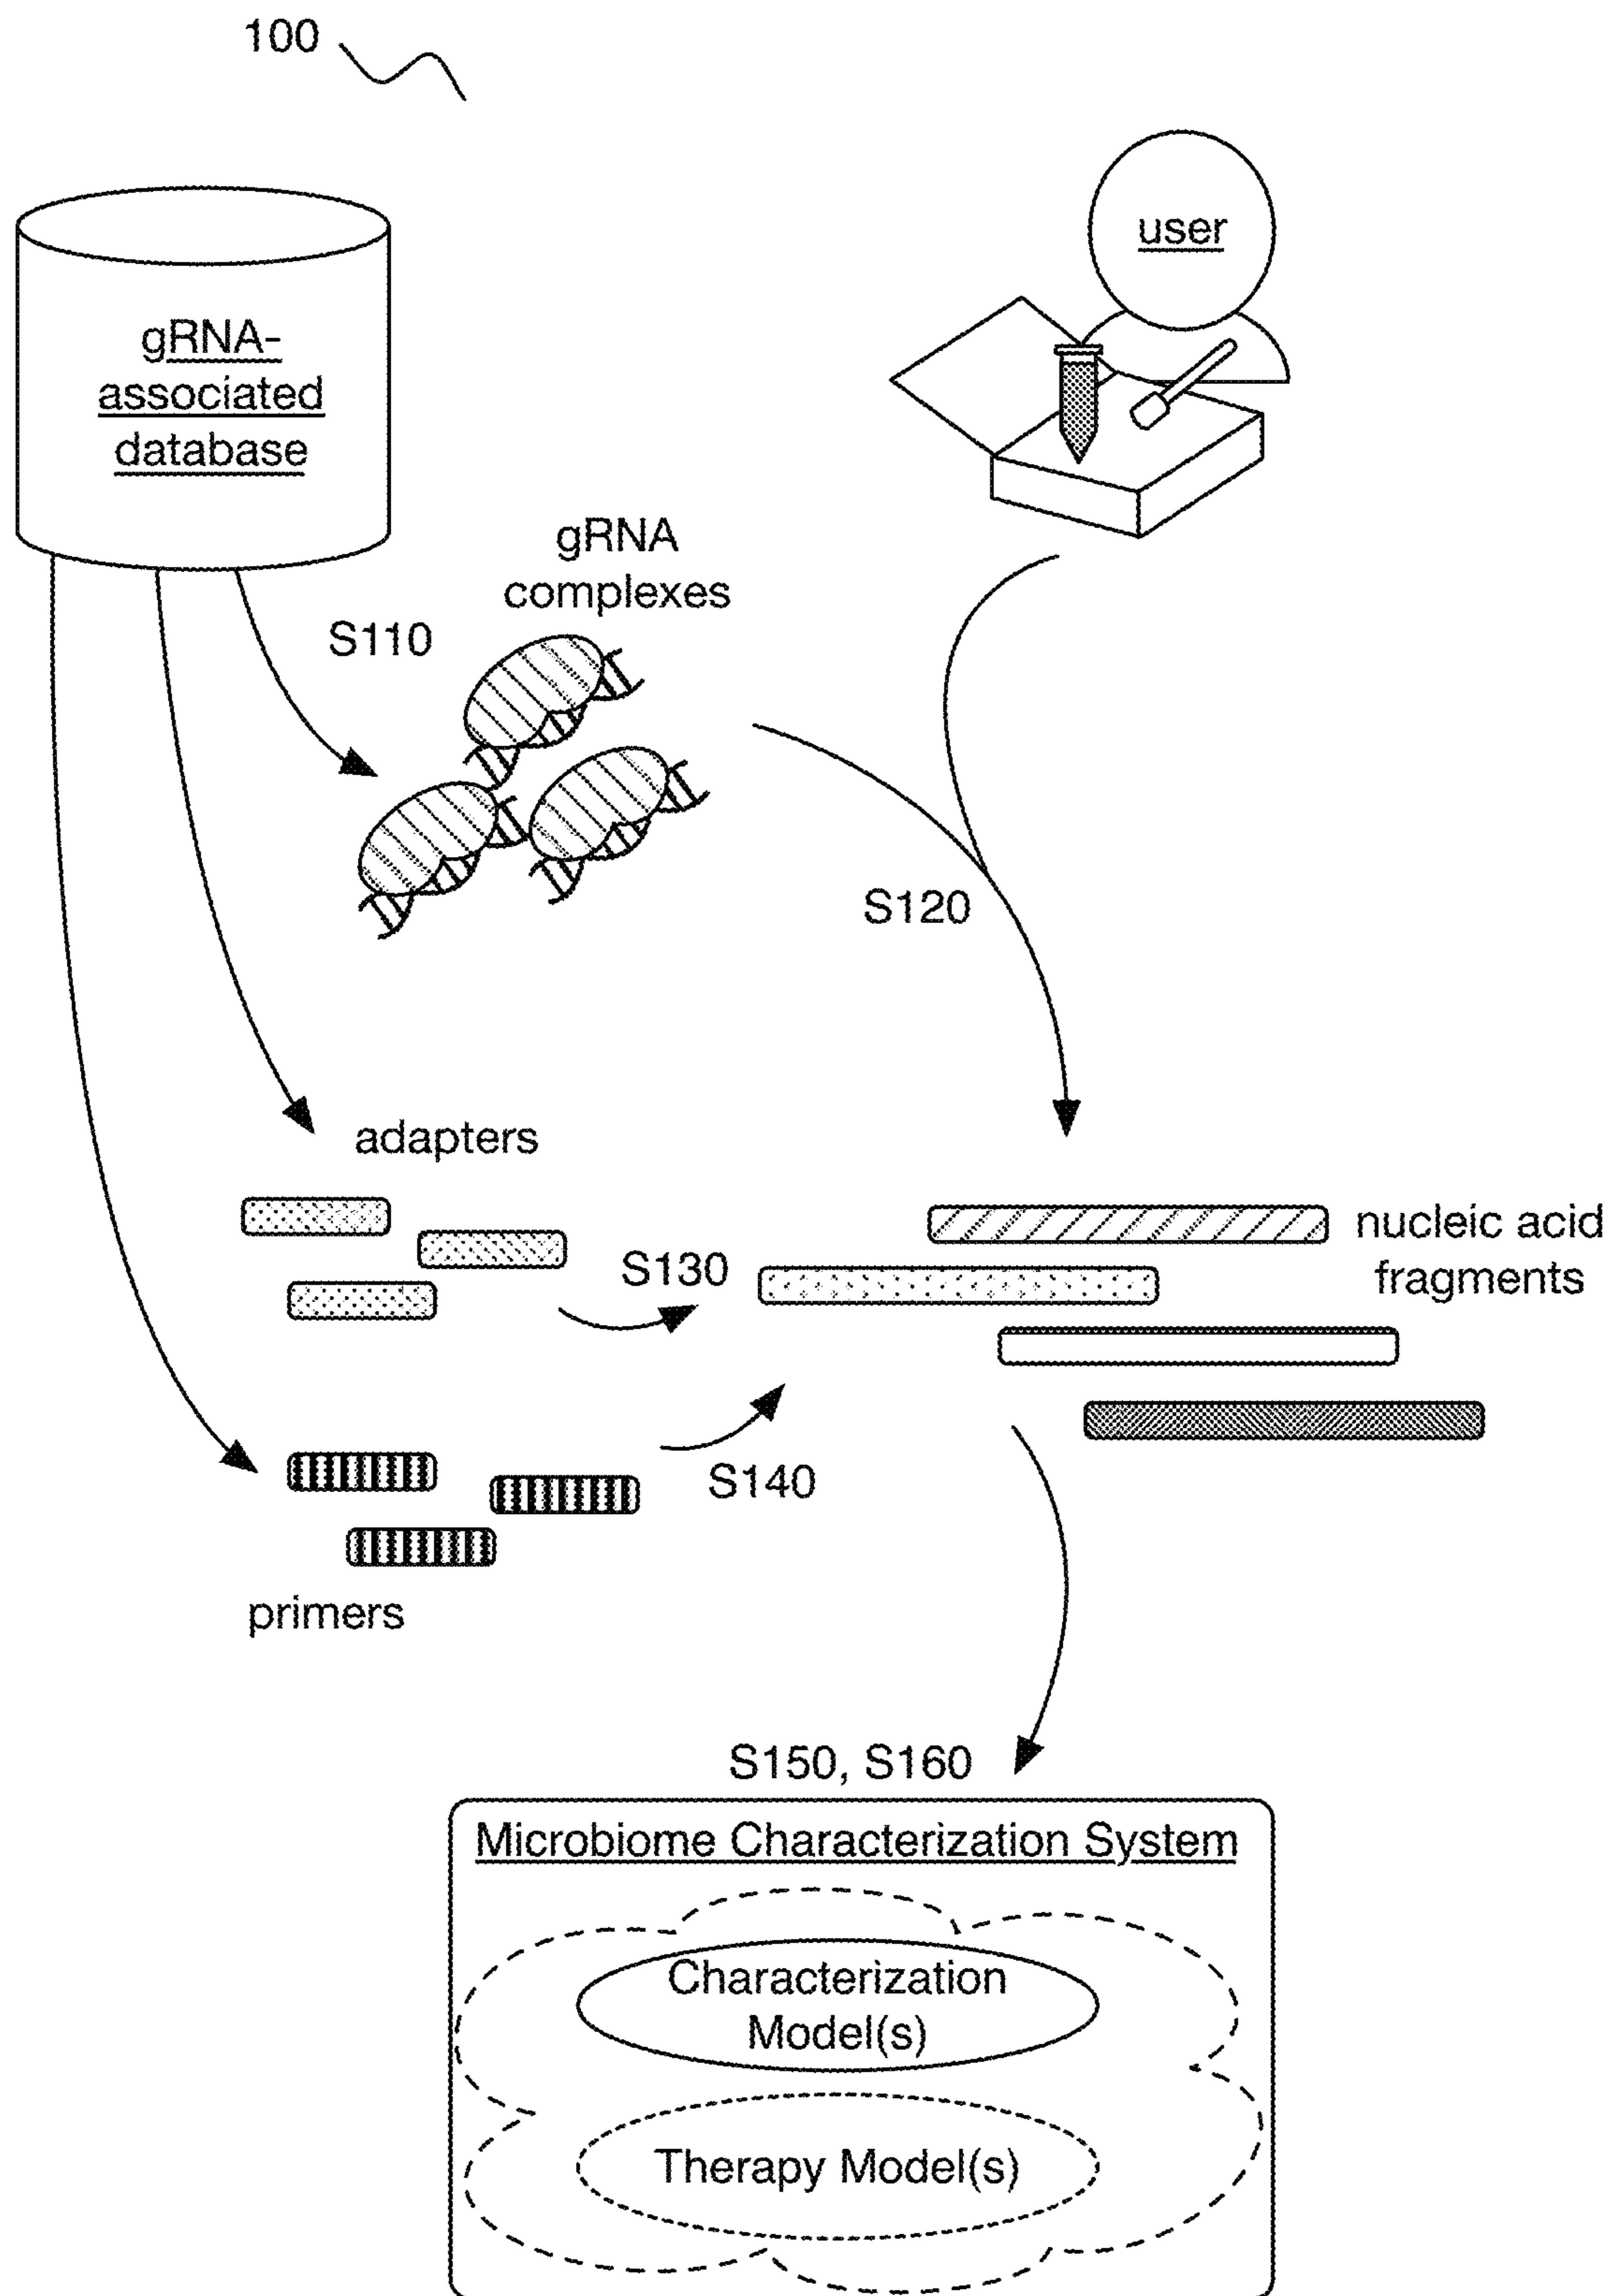 100
user
gRNA-
associated
database
gRNA
complexes
S110
S120
adapters
S130
nucleic acid
fragments
S140
primers
S150, S160
Microbiome Characterization System
Characterization
Model(s)
Therapy Model(s)